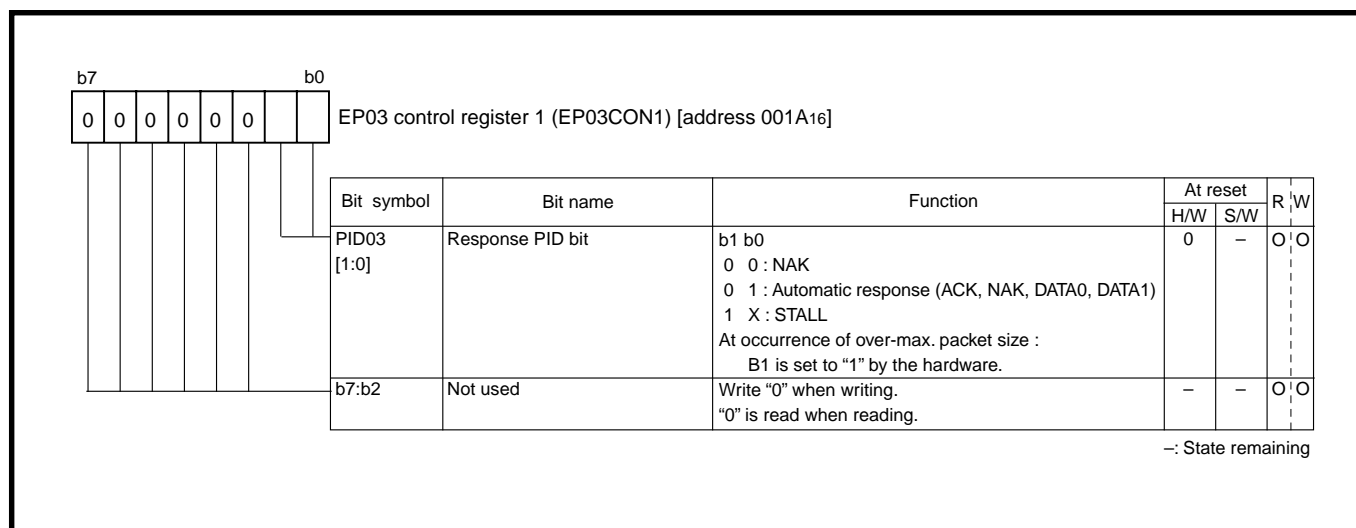 b7 b0
0 0 0 0 0 0 EP03 control register 1 (EP03CON1) [address 001A16]
Bit symbol Bit name Function At reset R W
H/W S/W
PID03 Response PID bit b1 b0 0 – O O
[1:0] 0 0 : NAK
0 1 : Automatic response (ACK, NAK, DATA0, DATA1)
1 X : STALL
At occurrence of over-max. packet size :
B1 is set to “1” by the hardware.
b7:b2 Not used Write “0” when writing. – – O O
“0” is read when reading.
–: State remaining